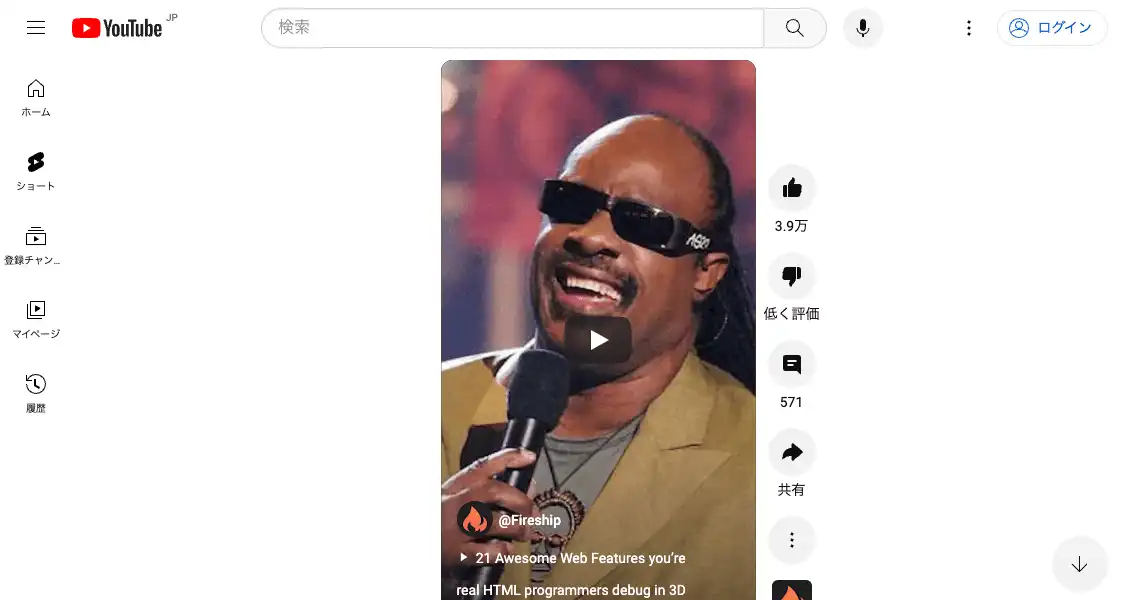 YouTube JP
検索
ログイン
ホーム
ショート
登録チャン...
マイページ
履歴
3.9万
低く評価
571
共有
@Fireship
21 Awesome Web Features you're
real HTML programmers debug in 3D